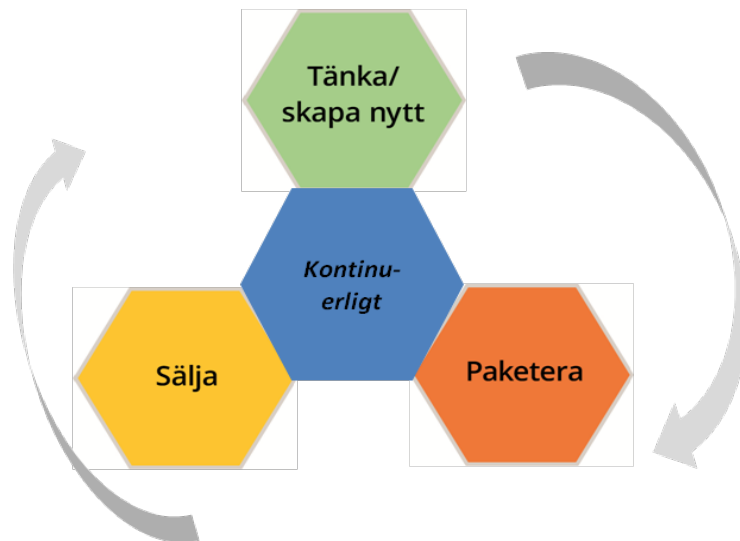 Tänka/
skapa nytt
Kontinu-
erligt
Sälja
Paketera